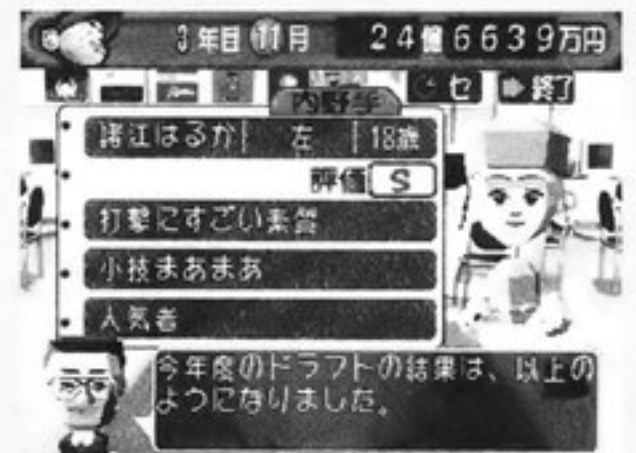 3年目 11月 24億6639万円
セ 終了
内野手
諸江はるか 左 18歳
評価 S
打撃にすごい素質
小技まあまあ
人気者
今年度のドラフトの結果は、以上の
ようになりました。